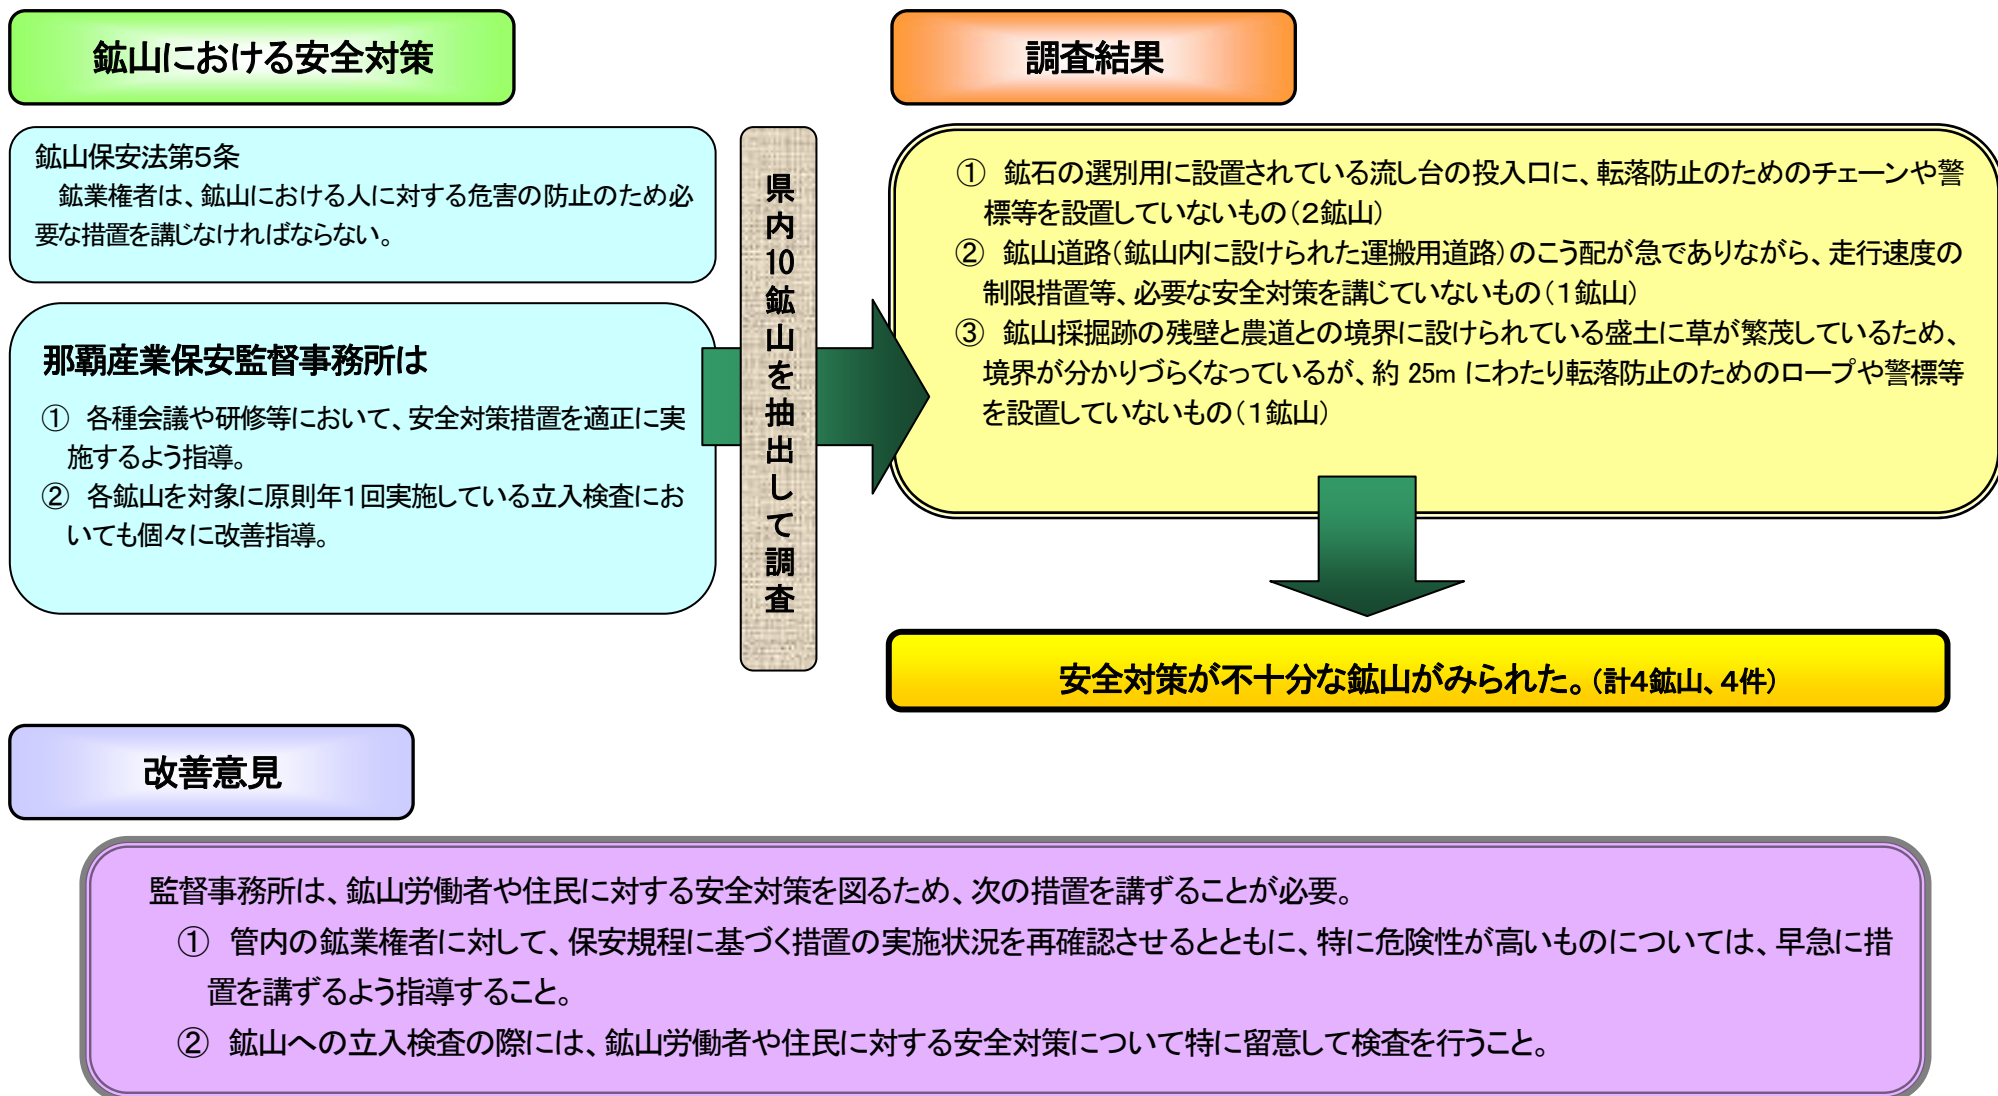 鉱山における安全対策
鉱山保安法第5条
鉱業権者は、鉱山における人に対する危害の防止のため必
要な措置を講じなければならない。
那覇産業保安監督事務所は
① 各種会議や研修等において、安全対策措置を適正に実
施するよう指導。
② 各鉱山を対象に原則年1回実施している立入検査にお
いても個々に改善指導。
県内10鉱山を抽出して調査
調査結果
① 鉱石の選別用に設置されている流し台の投入口に、転落防止のためのチェーンや警
標等を設置していないもの（2鉱山）
② 鉱山道路（鉱山内に設けられた運搬用道路）のこう配が急でありながら、走行速度の
制限措置等、必要な安全対策を講じていないもの（1鉱山）
③ 鉱山採掘跡の残壁と農道との境界に設けられている盛土に草が繁茂しているため、
境界が分かりづらくなっているが、約 25m にわたり転落防止のためのロープや警標等
を設置していないもの（1鉱山）
安全対策が不十分な鉱山がみられた。（計4鉱山、4件）
改善意見
監督事務所は、鉱山労働者や住民に対する安全対策を図るため、次の措置を講ずることが必要。
① 管内の鉱業権者に対して、保安規程に基づく措置の実施状況を再確認させるとともに、特に危険性が高いものについては、早急に措
置を講ずるよう指導すること。
② 鉱山への立入検査の際には、鉱山労働者や住民に対する安全対策について特に留意して検査を行うこと。